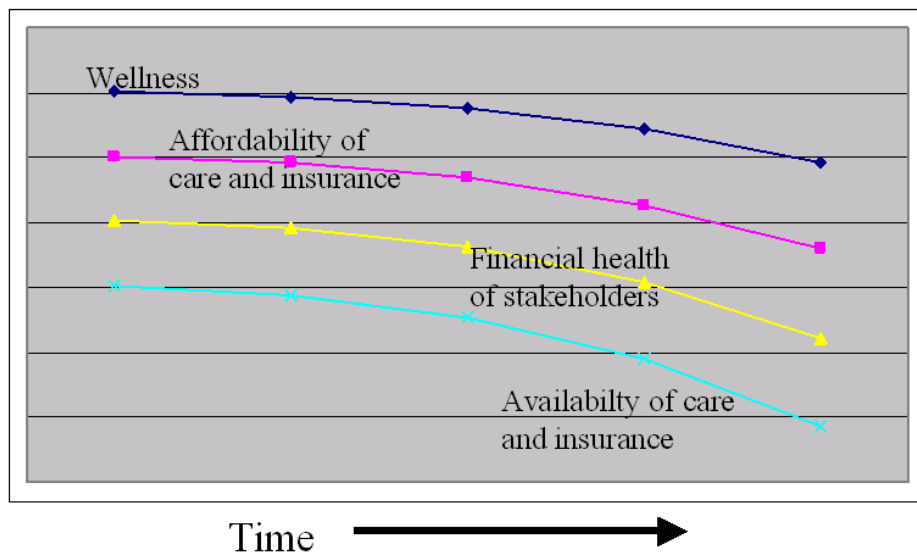 Wellness
Affordability of
care and insurance
Financial health
of stakeholders
Availabilty of care
and insurance
Time